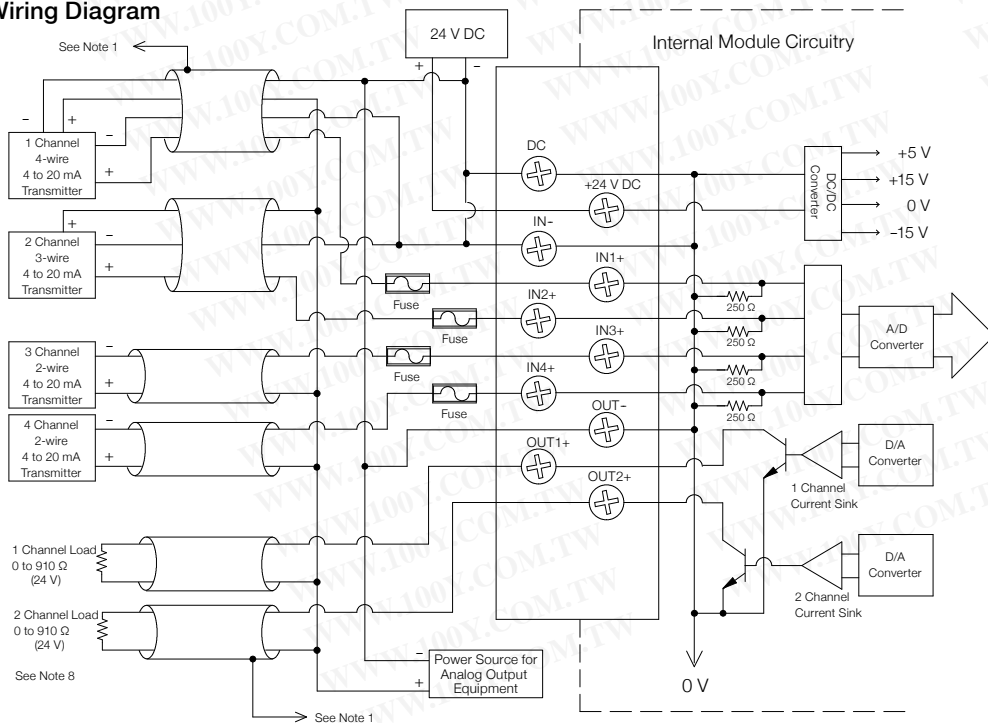 Wiring Diagram
See Note 1
24 V DC
+
-
Internal Module Circuitry
-
+
-
+
1 Channel
4-wire
4 to 20 mA
Transmitter
DC
+24 V DC
DC/DC
Converter
+5 V
+15 V
0 V
-15 V
+
-
+
2 Channel
3-wire
4 to 20 mA
Transmitter
IN-
IN1+
Fuse
IN2+
Fuse
250 Ω
250 Ω
A/D
Converter
-
+
3 Channel
2-wire
4 to 20 mA
Transmitter
IN3+
Fuse
IN4+
Fuse
250 Ω
250 Ω
-
+
4 Channel
2-wire
4 to 20 mA
Transmitter
OUT-
OUT1+
OUT2+
D/A
Converter
1 Channel
Current Sink
1 Channel Load
0 to 910 Ω
(24 V)
D/A
Converter
2 Channel
Current Sink
2 Channel Load
0 to 910 Ω
(24 V)
See Note 8
-
+
Power Source for
Analog Output
Equipment
0 V
See Note 1
WWW.100Y.COM.TW